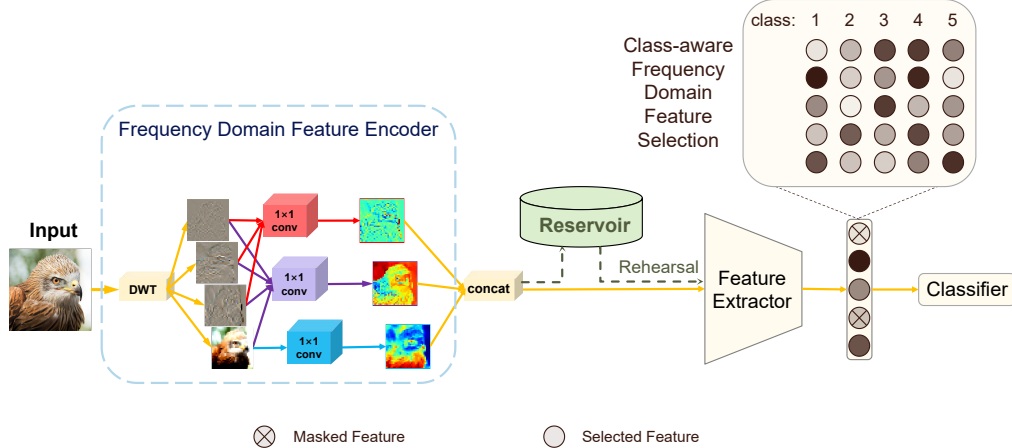 class: 1 2 3 4 5
Class-aware
Frequency
Domain
Feature
Selection
Frequency Domain Feature Encoder
Input
DWT
1×1
conv
1×1
conv
1×1
conv
concat
Reservoir
Rehearsal
Feature
Extractor
Classifier
Masked Feature
Selected Feature